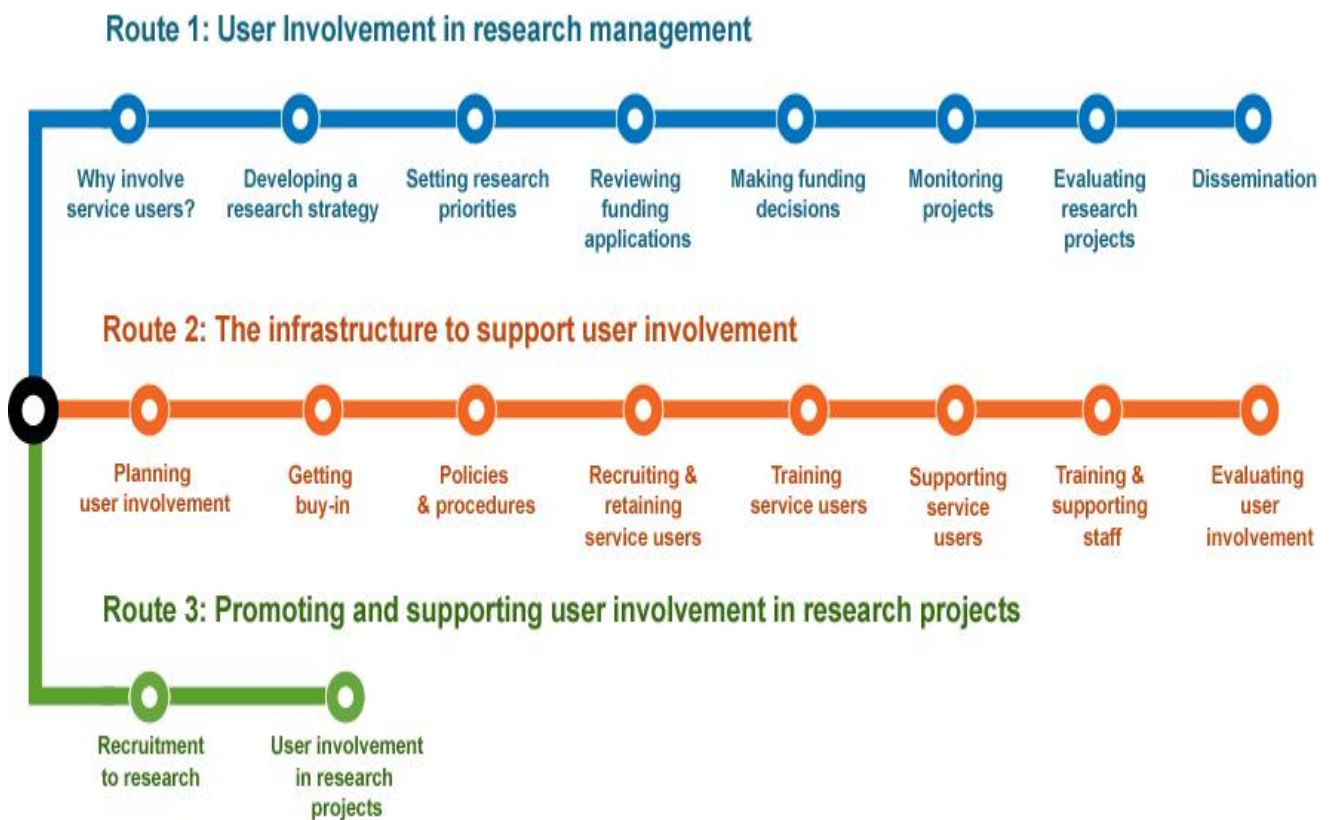 Route 1: User Involvement in research management
Why involve
service users?
Developing a
research strategy
Setting research
priorities
Reviewing
funding
applications
Making funding
decisions
Monitoring
projects
Evaluating
research
projects
Dissemination
Route 2: The infrastructure to support user involvement
Planning
user involvement
Getting
buy-in
Policies
& procedures
Recruiting &
retaining
service users
Training
service users
Supporting
service
users
Training &
supporting
staff
Evaluating
user
involvement
Route 3: Promoting and supporting user involvement in research projects
Recruitment
to research
User involvement
in research
projects